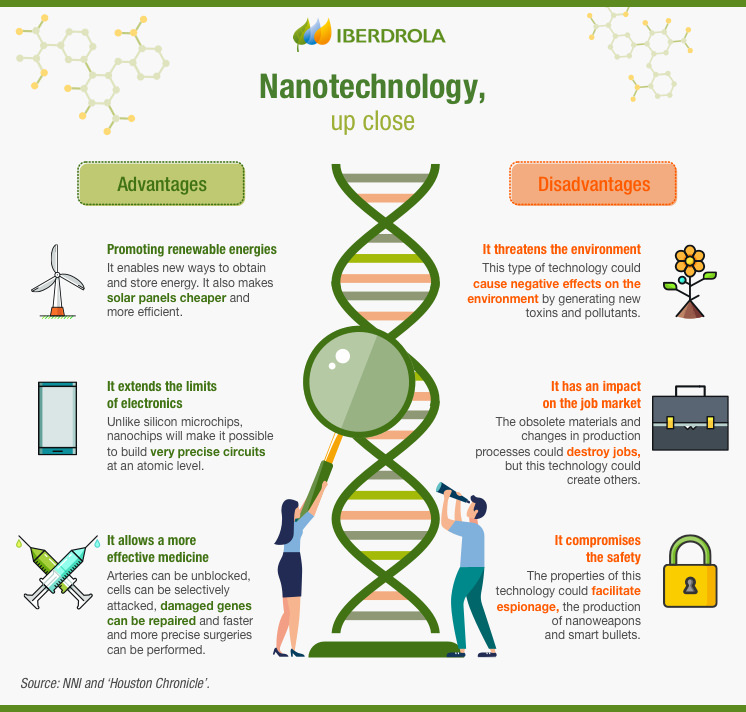 IBERDROLA
Nanotechnology,
up close
Advantages
Promoting renewable energies
It enables new ways to obtain
and store energy. It also makes
solar panels cheaper and
more efficient.
It extends the limits
of electronics
Unlike silicon microchips,
nanochips will make it possible
to build very precise circuits
at an atomic level.
It allows a more
effective medicine
Arteries can be unblocked,
cells can be selectively
attacked, damaged genes
can be repaired and faster
and more precise surgeries
can be performed.
Disadvantages
It threatens the environment
This type of technology could
cause negative effects on the
environment by generating new
toxins and pollutants.
It has an impact
on the job market
The obsolete materials and
changes in production
processes could destroy jobs,
but this technology could
create others.
It compromises
the safety
The properties of this
technology could facilitate
espionage, the production
of nanoweapons
and smart bullets.
Source: NNI and ‘Houston Chronicle’.